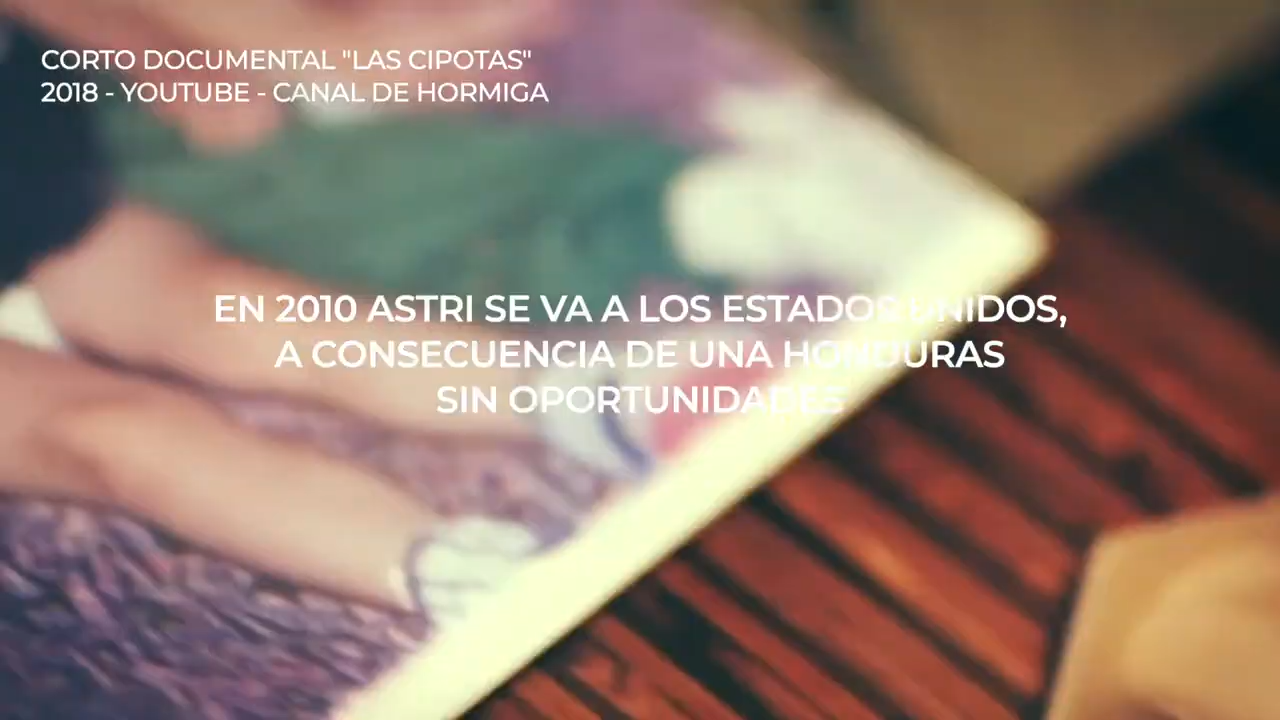 CORTO DOCUMENTAL "LAS CIPOTAS"
2018 - YOUTUBE - CANAL DE HORMIGA
EN 2010 ASTRI SE VA A LOS ESTADOR UNIDOS,
A CONSECUENCIA DE UNA HONDURAS
SIN OPORTUNIDADES